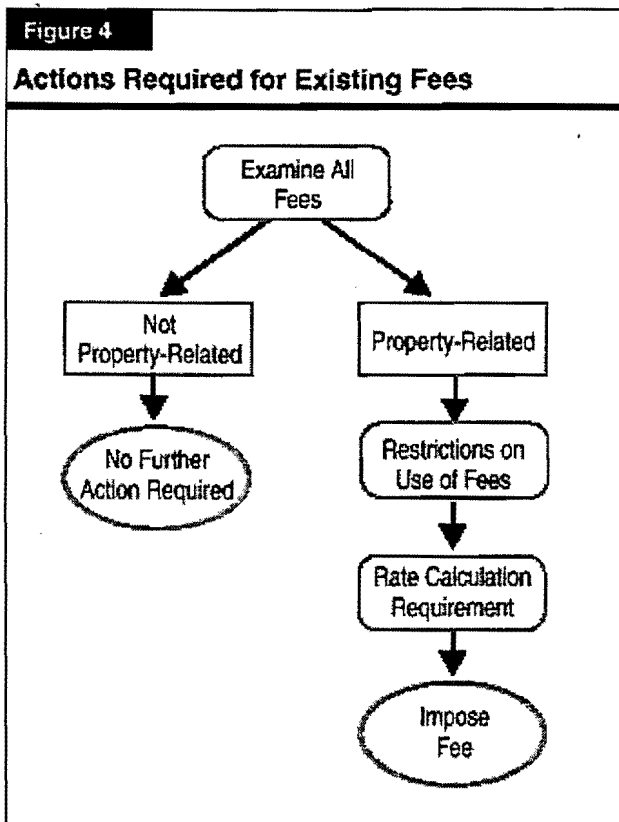 Figure 4
Actions Required for Existing Fees
Examine All
Fees
Not
Property-Related
Property-Related
No Further
Action Required
Restrictions on
Use of Fees
Rate Calculation
Requirement
Impose
Fee